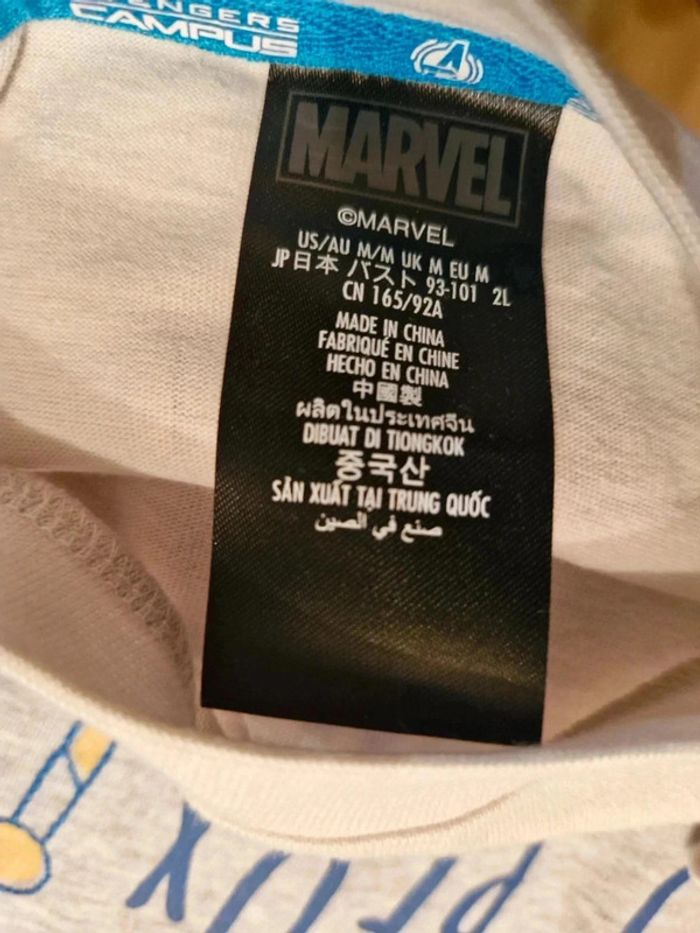 CAMPUS
MARVEL
©MARVEL
US/AU M/M UK M EU M
JP日本 バスト 93-101 2L
CN 165/92A
MADE IN CHINA
FABRIQUÉ EN CHINE
HECHO EN CHINA
中國製
ผลิตในประเทศจีน
DIBUAT DI TIONGKOK
중국산
SẢN XUẤT TẠI TRUNG QUỐC
صنع في الصين